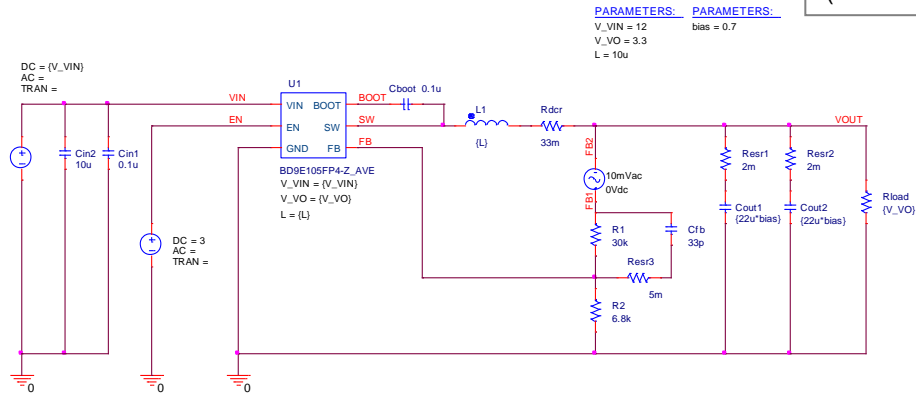 PARAMETERS: PARAMETERS:
V_VIN = 12 bias = 0.7
V_VO = 3.3
L = 10u
DC = {V_VIN}
AC =
TRAN =
U1
Cboot 0.1u
VIN
VIN BOOT
BOOT
L1
Rdcr
EN
EN SW
SW
VOUT
GND FB
FB
{L}
33m
FB2
Cin2
10u
Cin1
0.1u
BD9E105FP4-Z_AVE
V_VIN = {V_VIN}
V_VO = {V_VO}
L = {L}
10mVac
0Vdc
FB1
Resr1
2m
Resr2
2m
Rload
{V_VO}
Cout1
{22u*bias}
Cout2
{22u*bias}
R1
30k
Cfb
33p
DC = 3
AC =
TRAN =
Resr3
5m
R2
6.8k
0
0
0